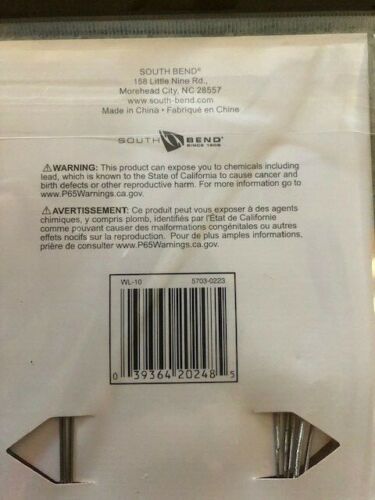 SOUTH BEND®
158 Little Nine Rd.,
Morehead City, NC 28557
www.south-bend.com
Made in China • Fabriqué en Chine
SOUTH BEND®
SINCE 1906
⚠WARNING: This product can expose you to chemicals including
lead, which is known to the State of California to cause cancer and
birth defects or other reproductive harm. For more information go to
www.P65Warnings.ca.gov.
⚠AVERTISSEMENT: Ce produit peut vous exposer à des agents
chimiques, y compris plomb, identifiés par l'État de Californie
comme pouvant causer des malformations congénitales ou autres
effets nocifs sur la reproduction. Pour de plus amples informations,
prière de consulter www.P65Warnings.ca.gov.
WL-10 5703-0223
0 39364 20248 5